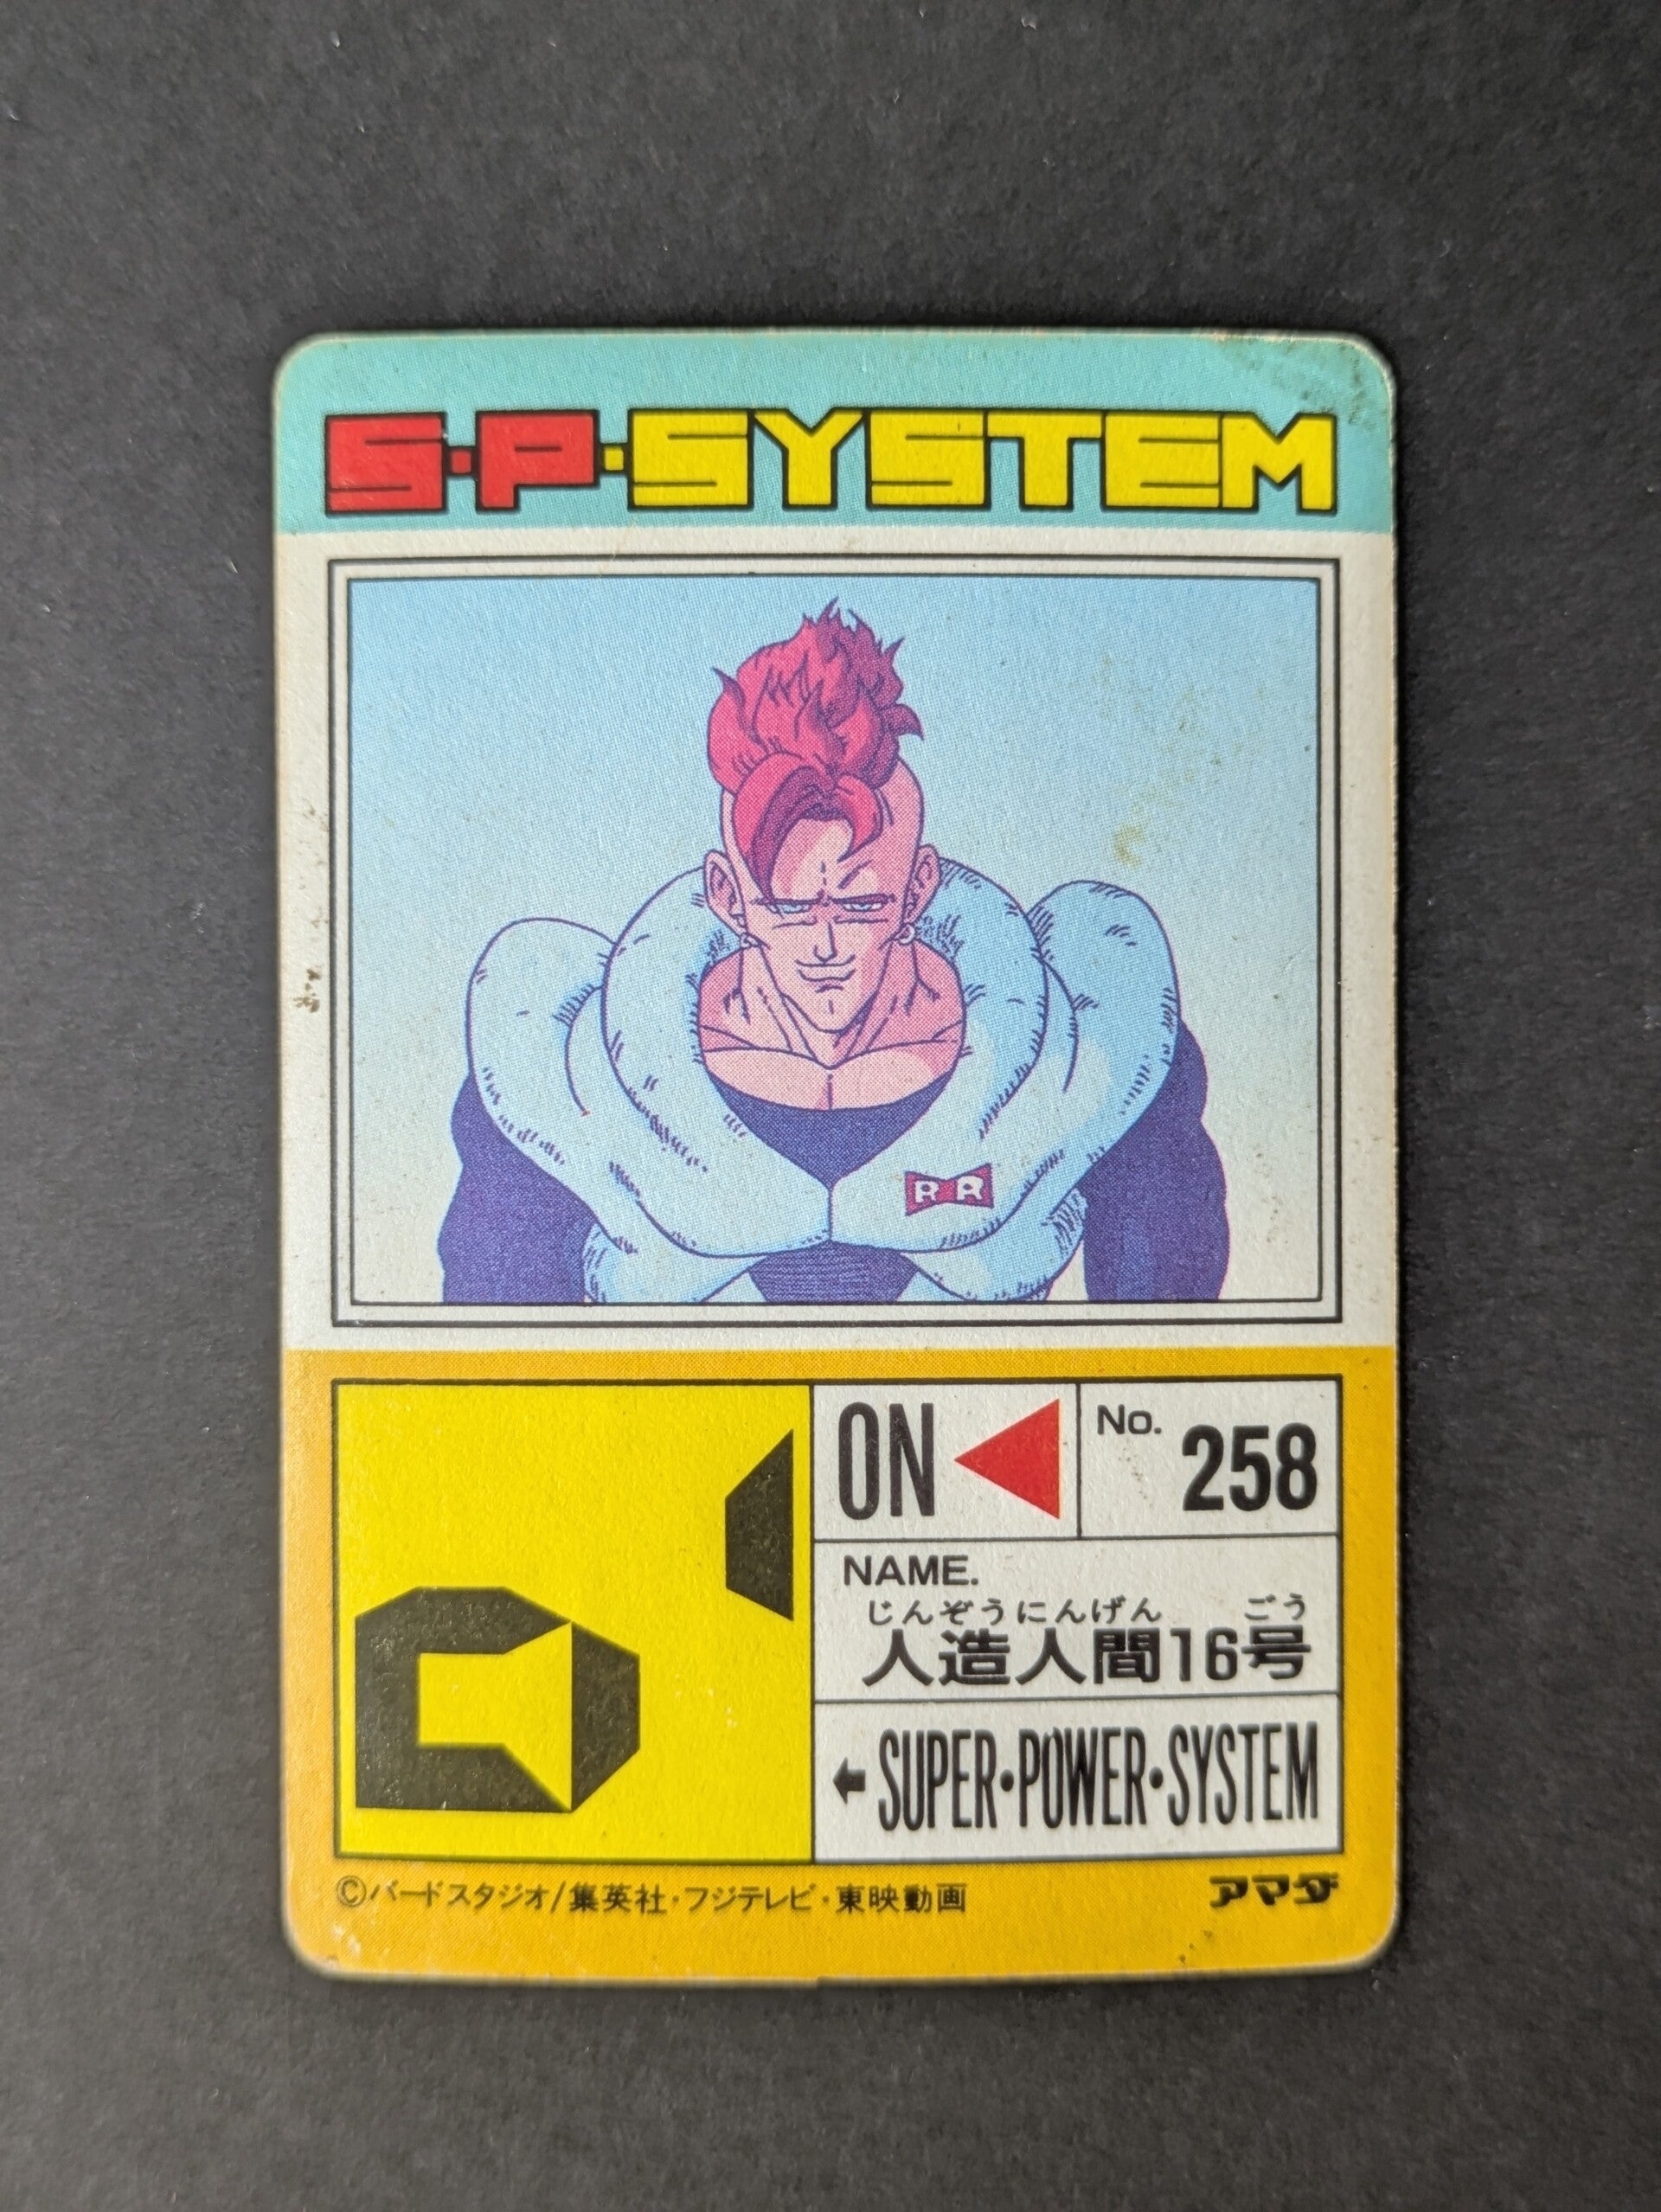 S·P·SYSTEM
R R
ON
No. 258
NAME.
じんぞうにんげん ごう
人造人間16号
←SUPER·POWER·SYSTEM
©バードスタジオ/集英社・フジテレビ・東映動画
アマダ